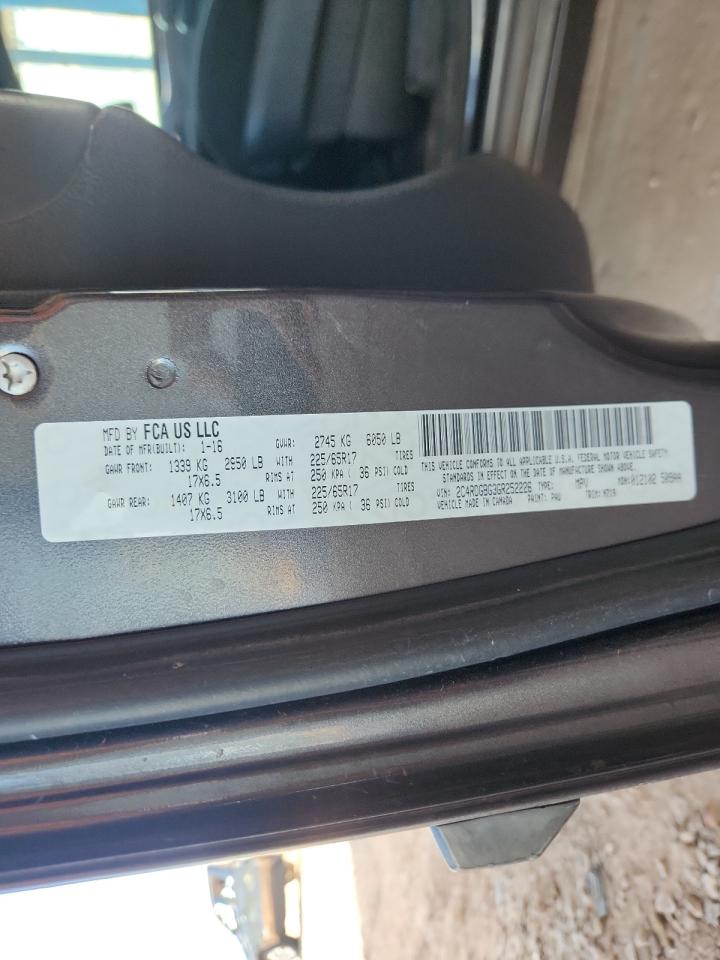 MFD BY FCA US LLC
DATE OF MFR(BUILT): 1-16 GVWR: 2745 KG 6050 LB
GAWR FRONT: 1339 KG 2950 LB WITH 225/65R17 TIRES
17X6.5 RIMS AT 250 KPA ( 36 PSI) COLD
GAWR REAR: 1407 KG 3100 LB WITH 225/65R17 TIRES
17X6.5 RIMS AT 250 KPA ( 36 PSI) COLD
THIS VEHICLE CONFORMS TO ALL APPLICABLE U.S.A. FEDERAL MOTOR VEHICLE SAFETY
STANDARDS IN EFFECT ON THE DATE OF MANUFACTURE SHOWN ABOVE.
VIN: 2C4RDGBG3GR252226 TYPE: MPV MDH: 012102 509AA
VEHICLE MADE IN CANADA PAINT: PAU TRIM: